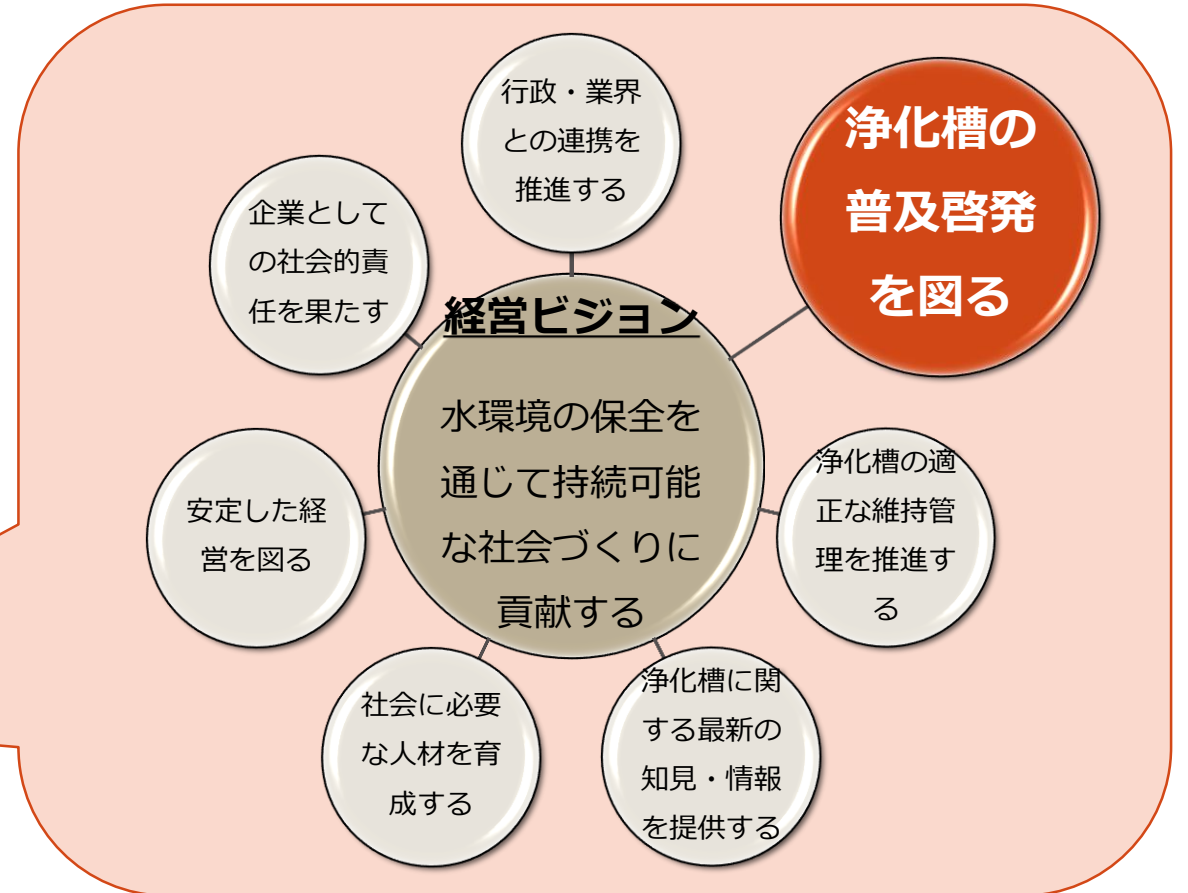 行政・業界
との連携を
推進する
浄化槽の
普及啓発
を図る
企業として
の社会的責
任を果たす
経営ビジョン
水環境の保全を
通じて持続可能
な社会づくりに
貢献する
浄化槽の適
正な維持管
理を推進す
る
安定した経
営を図る
浄化槽に関
する最新の
知見・情報
を提供する
社会に必要
な人材を育
成する